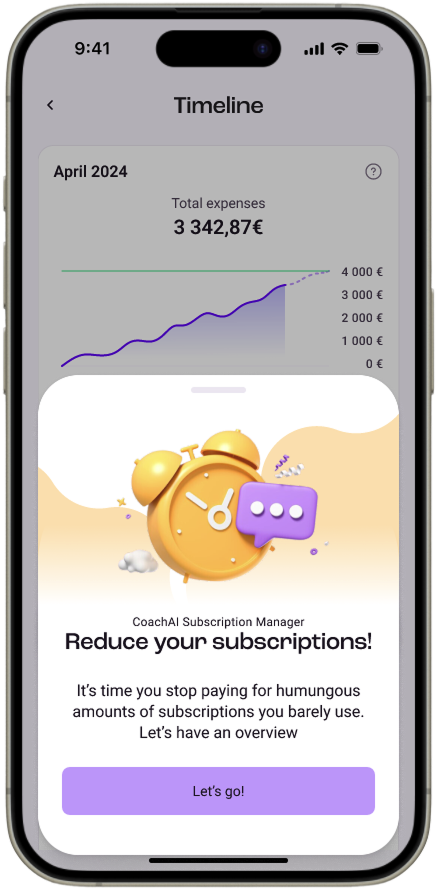 9:41
Timeline
April 2024
?
Total expenses
3 342,87€
4 000 €
3 000 €
2 000 €
1 000 €
0 €
CoachAI Subscription Manager
Reduce your subscriptions!
It's time you stop paying for humungous
amounts of subscriptions you barely use.
Let's have an overview
Let's go!